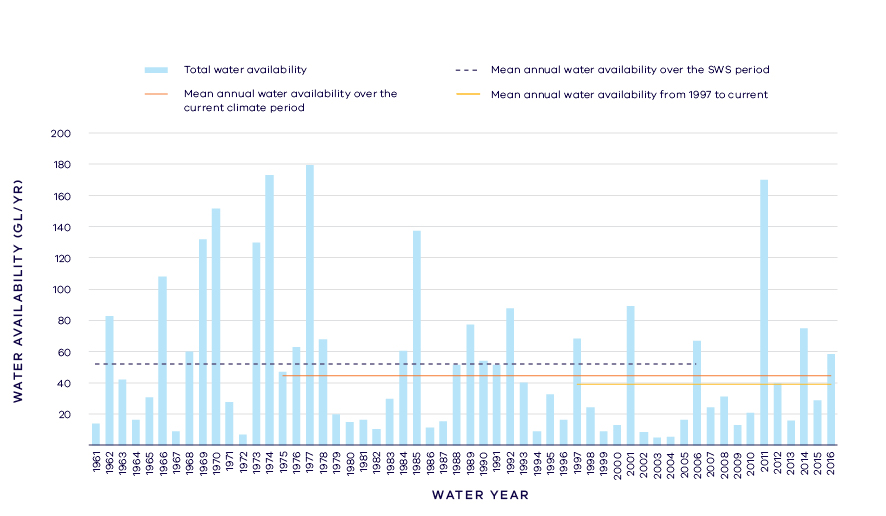 Total water availability
Mean annual water availability over the SWS period
Mean annual water availability over the
current climate period
Mean annual water availability from 1997 to current
WATER AVAILABILITY (GL/YR)
200
180
160
140
120
100
80
60
40
20
1961 1962 1963 1964 1965 1966 1967 1968 1969 1970 1971 1972 1973 1974 1975 1976 1977 1978 1979 1980 1981 1982 1983 1984 1985 1986 1987 1988 1989 1990 1991 1992 1993 1994 1995 1996 1997 1998 1999 2000 2001 2002 2003 2004 2005 2006 2007 2008 2009 2010 2011 2012 2013 2014 2015 2016
WATER YEAR